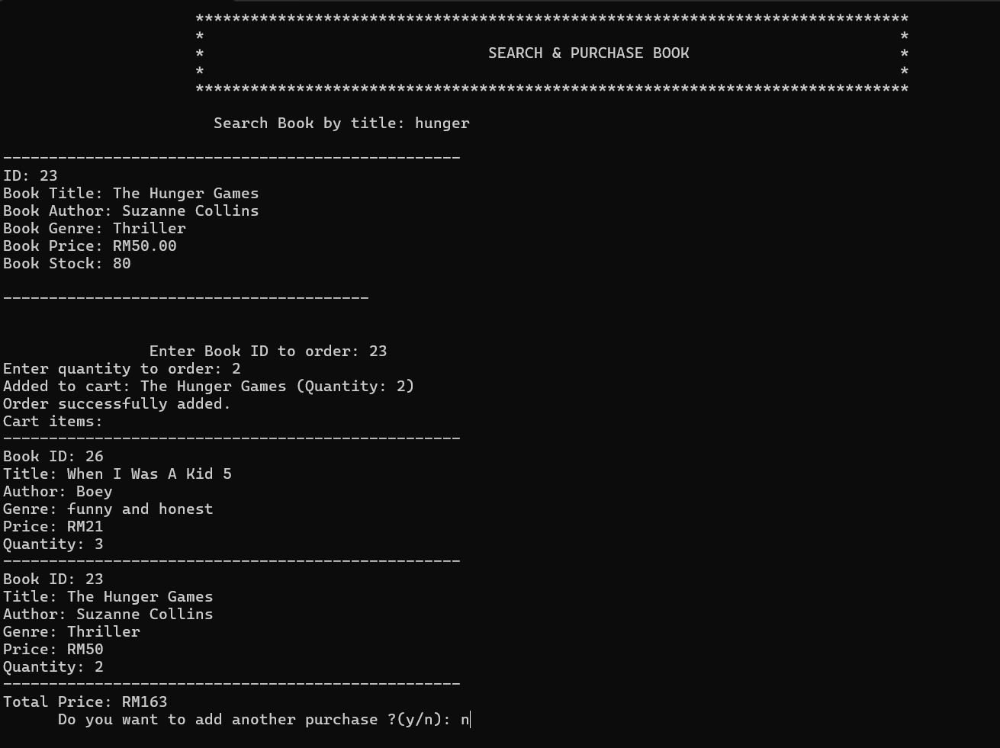 ******************************************************************************
*                                                                            *
*                               SEARCH & PURCHASE BOOK                       *
*                                                                            *
******************************************************************************
Search Book by title: hunger
--------------------------------------------------
ID: 23
Book Title: The Hunger Games
Book Author: Suzanne Collins
Book Genre: Thriller
Book Price: RM50.00
Book Stock: 80
----------------------------------------
Enter Book ID to order: 23
Enter quantity to order: 2
Added to cart: The Hunger Games (Quantity: 2)
Order successfully added.
Cart items:
--------------------------------------------------
Book ID: 26
Title: When I Was A Kid 5
Author: Boey
Genre: funny and honest
Price: RM21
Quantity: 3
--------------------------------------------------
Book ID: 23
Title: The Hunger Games
Author: Suzanne Collins
Genre: Thriller
Price: RM50
Quantity: 2
--------------------------------------------------
Total Price: RM163
Do you want to add another purchase ?(y/n): n